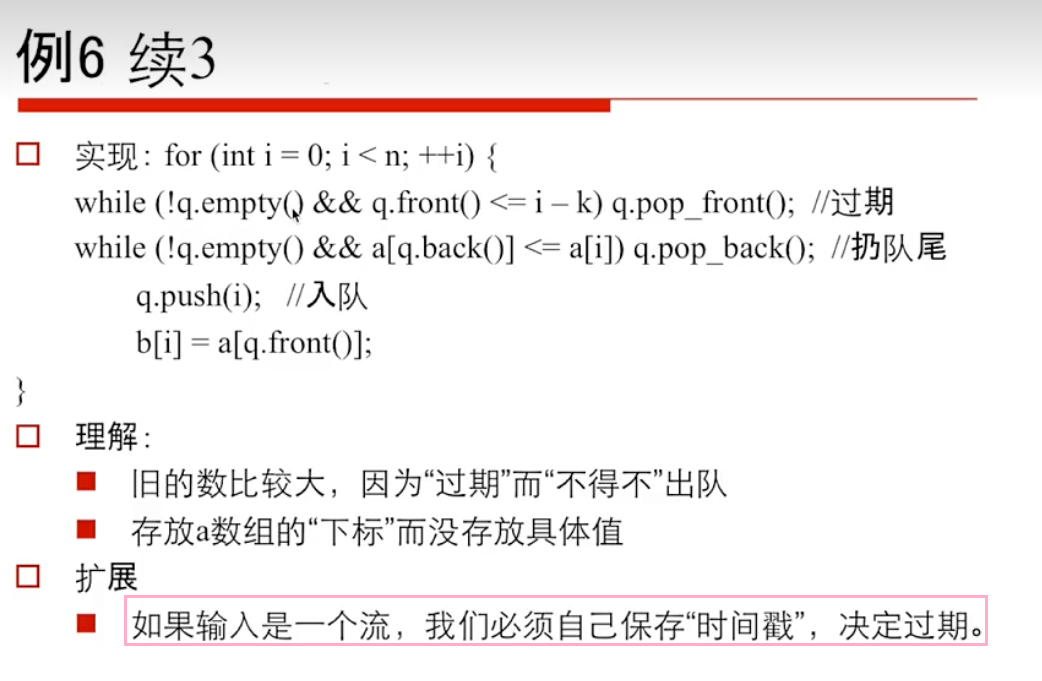 例6 续3
实现：for (int i = 0; i < n; ++i) {
while (!q.empty() && q.front() <= i – k) q.pop_front(); //过期
while (!q.empty() && a[q.back()] <= a[i]) q.pop_back(); //扔队尾
q.push(i); //入队
b[i] = a[q.front()];
}
理解：
旧的数比较大，因为“过期”而“不得不”出队
存放a数组的“下标”而没存放具体值
扩展
如果输入是一个流，我们必须自己保存“时间戳”，决定过期。